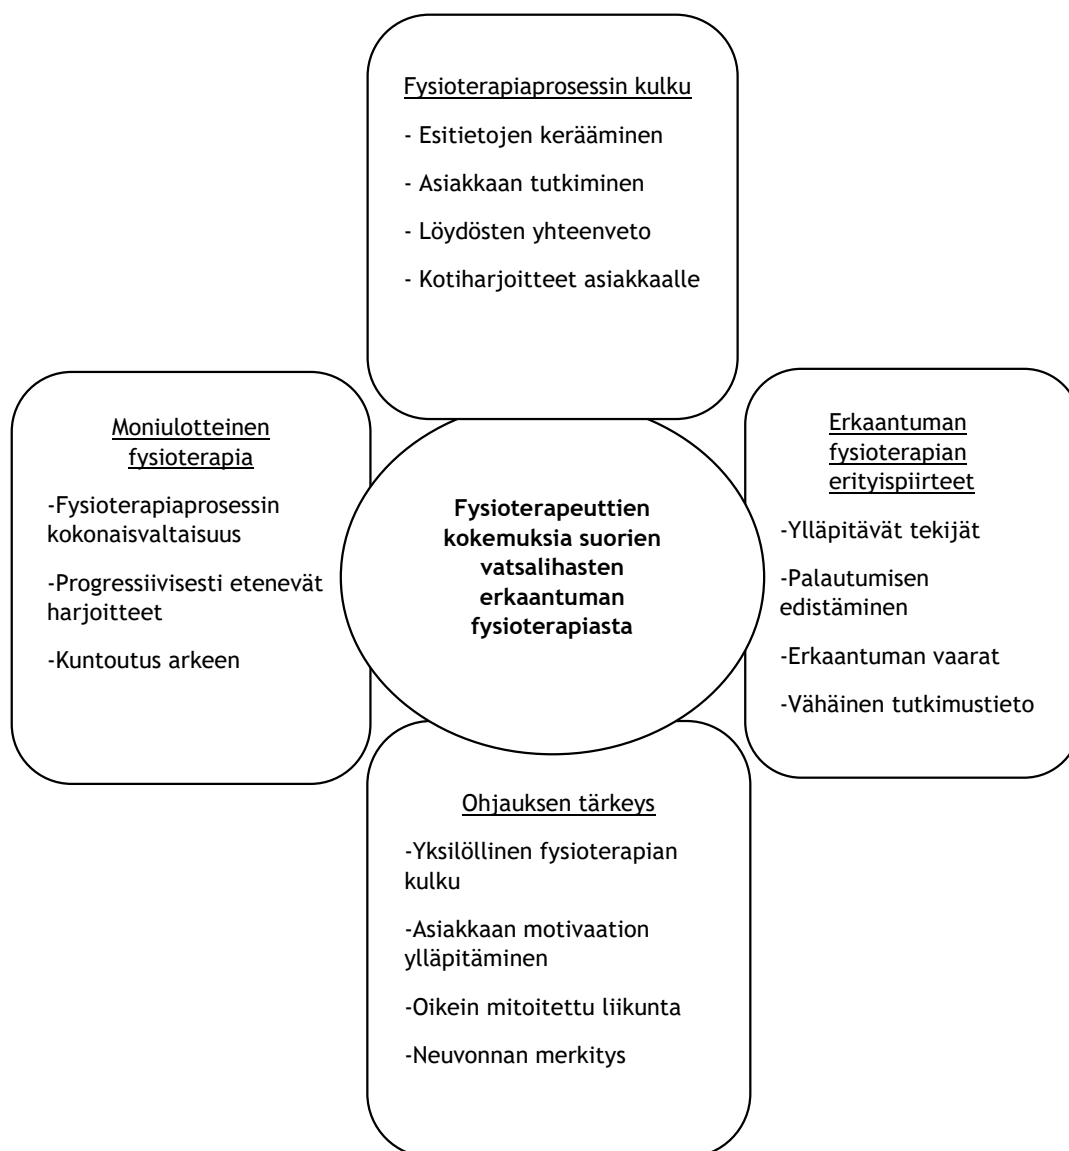 Fysioterapiaprosessin kulku
- Esitietojen kerääminen
- Asiakkaan tutkiminen
- Löydösten yhteenveto
- Kotiharjoitteet asiakkaalle
Moniulotteinen
fysioterapia
-Fysioterapiaprosessin
kokonaisvaltaisuus
-Progressiivisesti etenevät
harjoitteet
-Kuntoutus arkeen
Fysioterapeuttien
kokemuksia suorien
vatsalihasten
erkaantuman
fysioterapiasta
Erkaantuman
fysioterapian
erityispiirteet
-Ylläpitävät tekijät
-Palautumisen
edistäminen
-Erkaantuman vaarat
-Vähäinen tutkimustieto
Ohjauksen tärkeys
-Yksilöllinen fysioterapian
kulku
-Asiakkaan motivaation
ylläpitäminen
-Oikein mitoitettu liikunta
-Neuvonnan merkitys